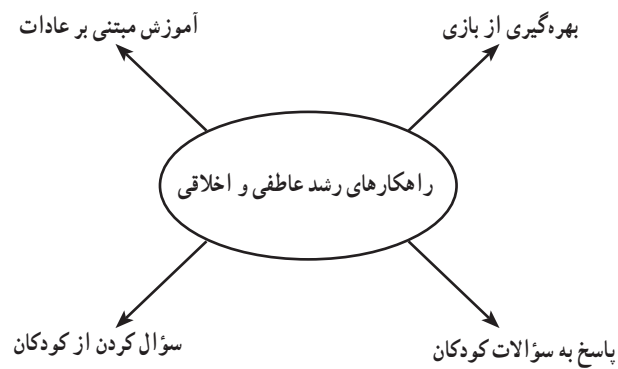 بهره‌گیری از بازی
آموزش مبتنی بر عادات
راهکارهای رشد عاطفی و اخلاقی
پاسخ به سؤالات کودکان
سؤال کردن از کودکان